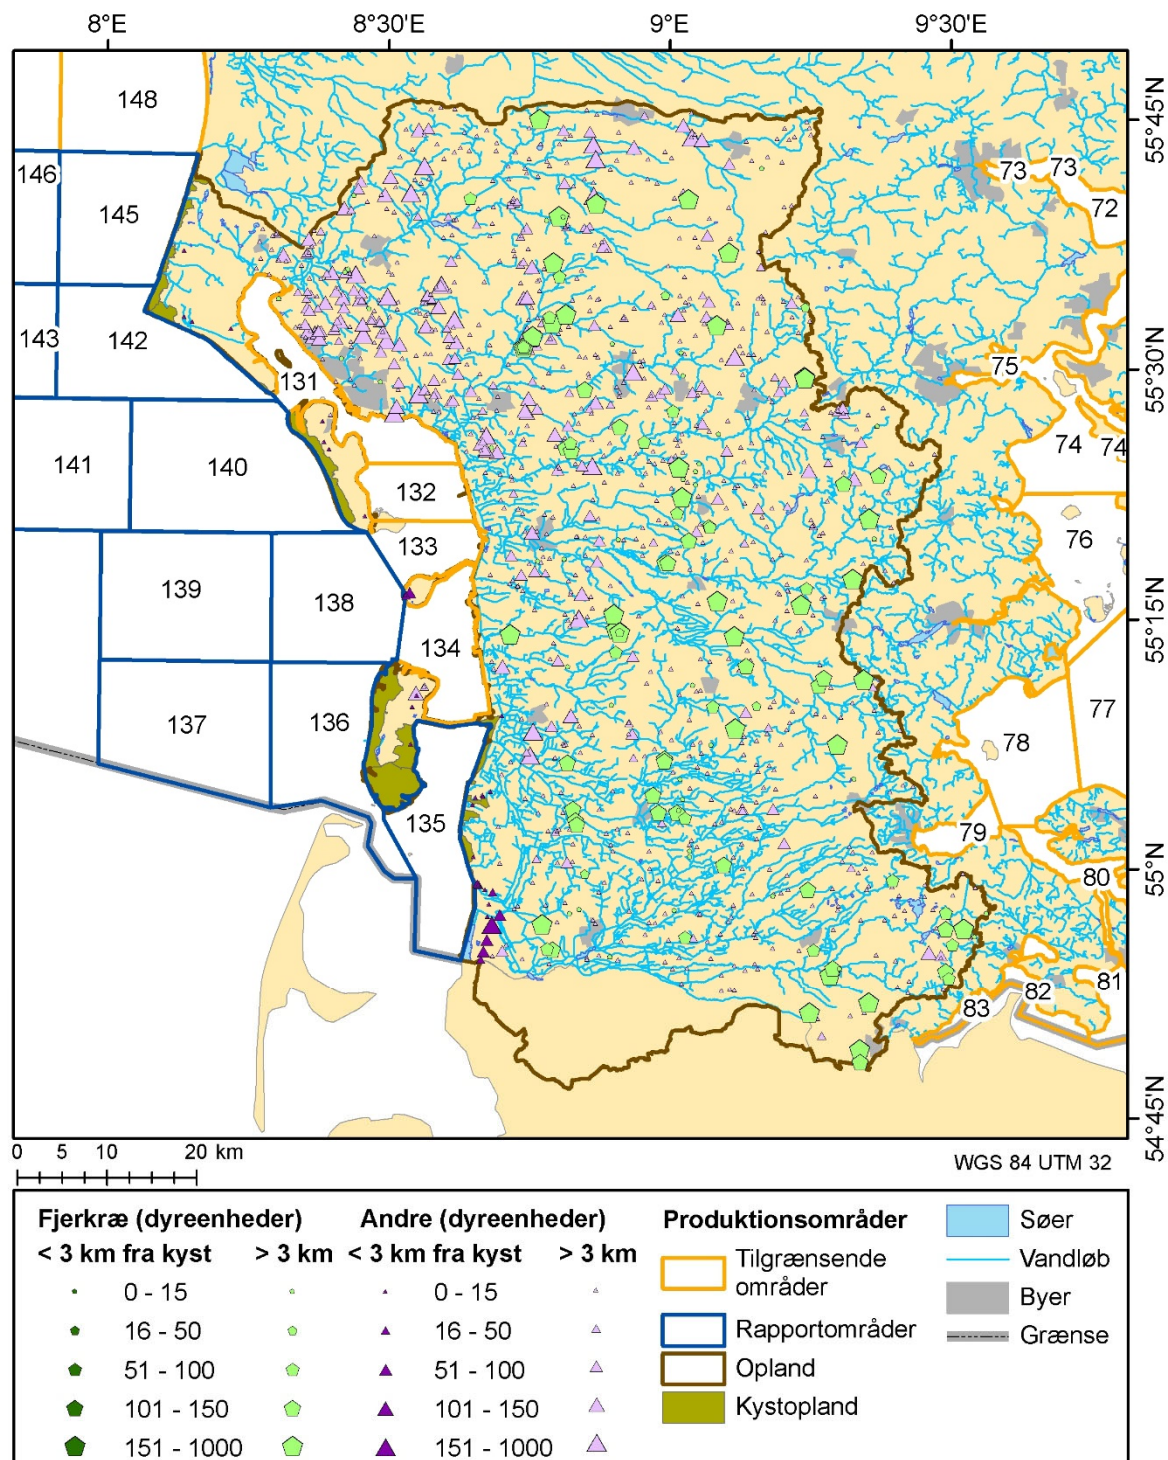 8°E 8°30'E 9°E 9°30'E
148
55°45'N
146
73 73
145
72
143 142
131
75
55°30'N
141 140
74 74
132
133
76
139 138
55°15'N
134
137 136
77
78
135
79
55°N
80
81
82
83
54°45'N
0 5 10 20 km
WGS 84 UTM 32
Fjerkræ (dyreenheder) Andre (dyreenheder) Produktionsområder Søer
< 3 km fra kyst > 3 km < 3 km fra kyst > 3 km Tilgrænsende områder Vandløb
0 - 15 0 - 15 Byer
16 - 50 16 - 50 Rapportområder Grænse
51 - 100 51 - 100 Opland
101 - 150 101 - 150 Kystopland
151 - 1000 151 - 1000